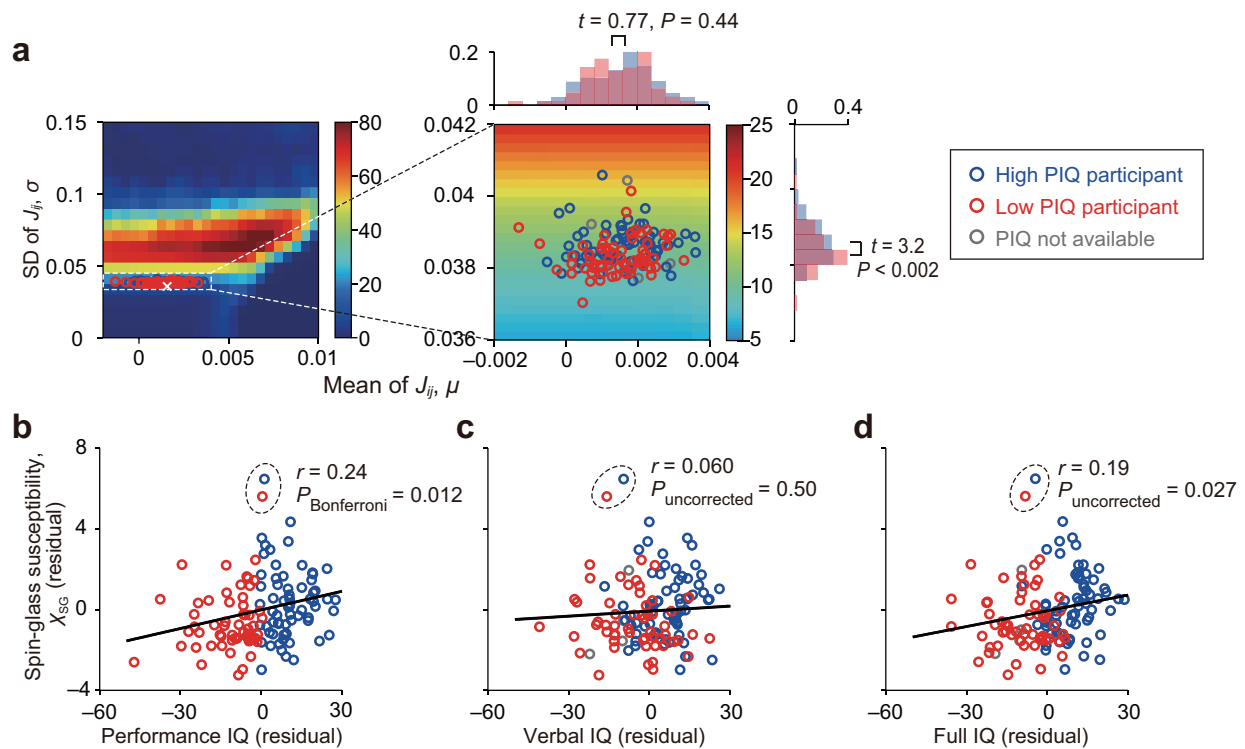 a
t = 0.77, P = 0.44
0.2
0
0 0.4
0.15
0.1
0.05
0
0 0.005 0.01
SD of Jij, σ
80
60
40
20
0
0.042
0.04
0.038
0.036
–0.002 0 0.002 0.004
25
20
15
10
5
Mean of Jij, μ
t = 3.2
P < 0.002
High PIQ participant
Low PIQ participant
PIQ not available
b
8
4
0
–4
Spin-glass susceptibility,
χSG (residual)
r = 0.24
PBonferroni = 0.012
–60 –30 0 30
Performance IQ (residual)
c
r = 0.060
Puncorrected = 0.50
–60 –30 0 30
Verbal IQ (residual)
d
r = 0.19
Puncorrected = 0.027
–60 –30 0 30
Full IQ (residual)